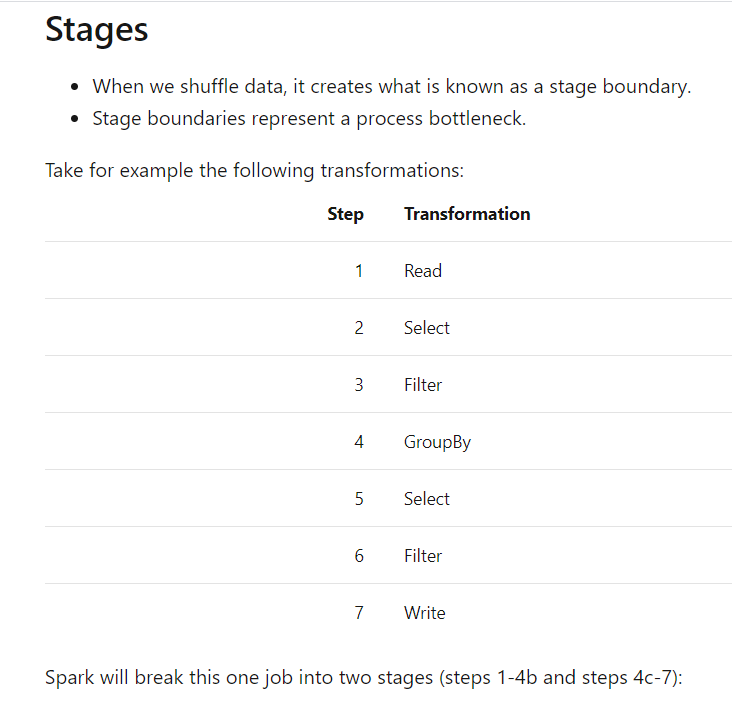 Stages
• When we shuffle data, it creates what is known as a stage boundary.
• Stage boundaries represent a process bottleneck.
Take for example the following transformations:
Step Transformation
1 Read
2 Select
3 Filter
4 GroupBy
5 Select
6 Filter
7 Write
Spark will break this one job into two stages (steps 1-4b and steps 4c-7):